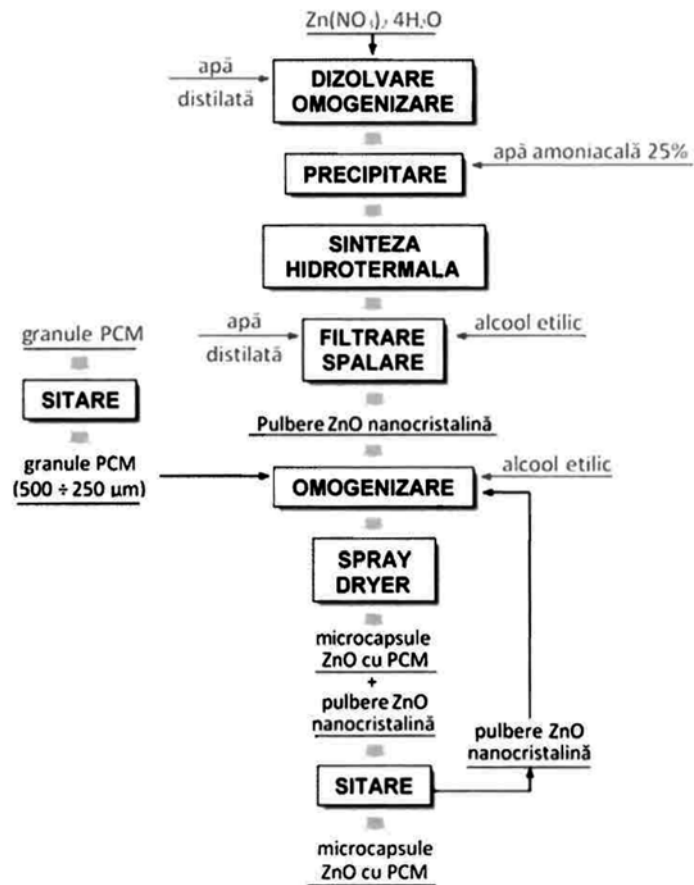 Zn(NO₃)₂ 4H₂O
apă
distilată
DIZOLVARE
OMOGENIZARE
PRECIPITARE
apă amoniacală 25%
SINTEZA
HIDROTERMALA
apă
distilată
FILTRARE
SPALARE
alcool etilic
granule PCM
SITARE
granule PCM
(500 ÷ 250 µm)
Pulbere ZnO nanocristalină
OMOGENIZARE
alcool etilic
SPRAY
DRYER
microcapsule
ZnO cu PCM
+
pulbere ZnO
nanocristalină
pulbere ZnO
nanocristalină
SITARE
microcapsule
ZnO cu PCM